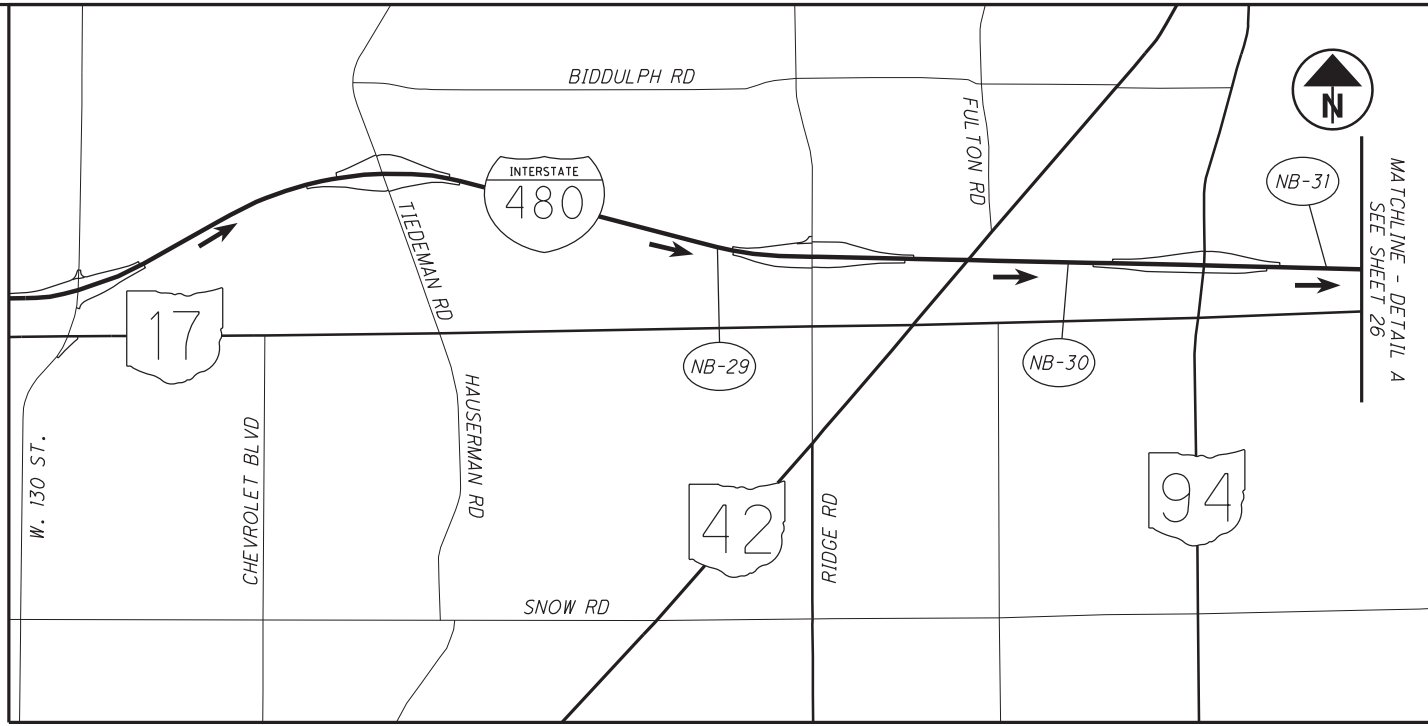 BIDDULPH RD
FULTON RD
N
NB-31
MATCHLINE - DETAIL A
SEE SHEET 26
INTERSTATE
480
TIEDEMAN RD
17
NB-29
NB-30
HAUSERMAN RD
W. 130 ST.
CHEVROLET BLVD
42
RIDGE RD
94
SNOW RD